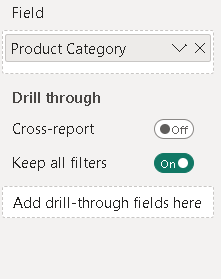 Field
Product Category
Drill through
Cross-report Off
Keep all filters On
Add drill-through fields here